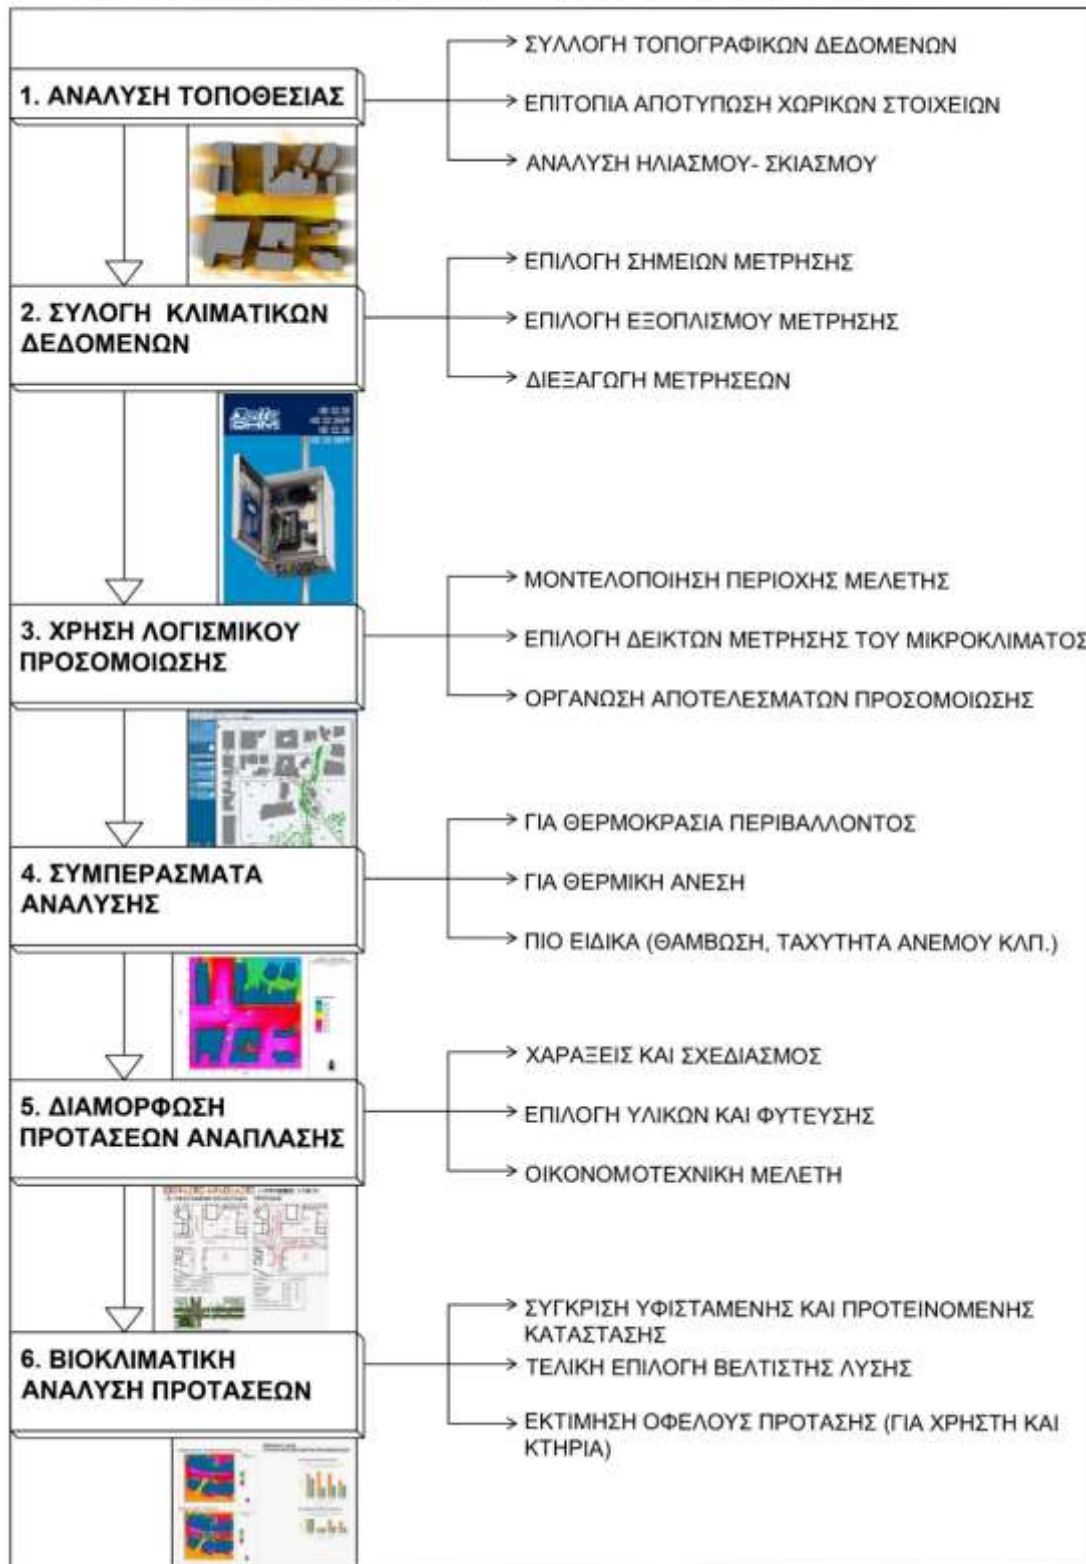 1. ΑΝΑΛΥΣΗ ΤΟΠΟΘΕΣΙΑΣ
ΣΥΛΛΟΓΗ ΤΟΠΟΓΡΑΦΙΚΩΝ ΔΕΔΟΜΕΝΩΝ
ΕΠΙΤΟΠΙΑ ΑΠΟΤΥΠΩΣΗ ΧΩΡΙΚΩΝ ΣΤΟΙΧΕΙΩΝ
ΑΝΑΛΥΣΗ ΗΛΙΑΣΜΟΥ- ΣΚΙΑΣΜΟΥ
2. ΣΥΛΟΓΗ ΚΛΙΜΑΤΙΚΩΝ
ΔΕΔΟΜΕΝΩΝ
ΕΠΙΛΟΓΗ ΣΗΜΕΙΩΝ ΜΕΤΡΗΣΗΣ
ΕΠΙΛΟΓΗ ΕΞΟΠΛΙΣΜΟΥ ΜΕΤΡΗΣΗΣ
ΔΙΕΞΑΓΩΓΗ ΜΕΤΡΗΣΕΩΝ
3. ΧΡΗΣΗ ΛΟΓΙΣΜΙΚΟΥ
ΠΡΟΣΟΜΟΙΩΣΗΣ
ΜΟΝΤΕΛΟΠΟΙΗΣΗ ΠΕΡΙΟΧΗΣ ΜΕΛΕΤΗΣ
ΕΠΙΛΟΓΗ ΔΕΙΚΤΩΝ ΜΕΤΡΗΣΗΣ ΤΟΥ ΜΙΚΡΟΚΛΙΜΑΤΟΣ
ΟΡΓΑΝΩΣΗ ΑΠΟΤΕΛΕΣΜΑΤΩΝ ΠΡΟΣΟΜΟΙΩΣΗΣ
4. ΣΥΜΠΕΡΑΣΜΑΤΑ
ΑΝΑΛΥΣΗΣ
ΓΙΑ ΘΕΡΜΟΚΡΑΣΙΑ ΠΕΡΙΒΑΛΛΟΝΤΟΣ
ΓΙΑ ΘΕΡΜΙΚΗ ΑΝΕΣΗ
ΠΙΟ ΕΙΔΙΚΑ (ΘΑΜΒΩΣΗ, ΤΑΧΥΤΗΤΑ ΑΝΕΜΟΥ ΚΛΠ.)
5. ΔΙΑΜΟΡΦΩΣΗ
ΠΡΟΤΑΣΕΩΝ ΑΝΑΠΛΑΣΗΣ
ΧΑΡΑΞΕΙΣ ΚΑΙ ΣΧΕΔΙΑΣΜΟΣ
ΕΠΙΛΟΓΗ ΥΛΙΚΩΝ ΚΑΙ ΦΥΤΕΥΣΗΣ
ΟΙΚΟΝΟΜΟΤΕΧΝΙΚΗ ΜΕΛΕΤΗ
6. ΒΙΟΚΛΙΜΑΤΙΚΗ
ΑΝΑΛΥΣΗ ΠΡΟΤΑΣΕΩΝ
ΣΥΓΚΡΙΣΗ ΥΦΙΣΤΑΜΕΝΗΣ ΚΑΙ ΠΡΟΤΕΙΝΟΜΕΝΗΣ
ΚΑΤΑΣΤΑΣΗΣ
ΤΕΛΙΚΗ ΕΠΙΛΟΓΗ ΒΕΛΤΙΣΤΗΣ ΛΥΣΗΣ
ΕΚΤΙΜΗΣΗ ΟΦΕΛΟΥΣ ΠΡΟΤΑΣΗΣ (ΓΙΑ ΧΡΗΣΤΗ ΚΑΙ
ΚΤΗΡΙΑ)